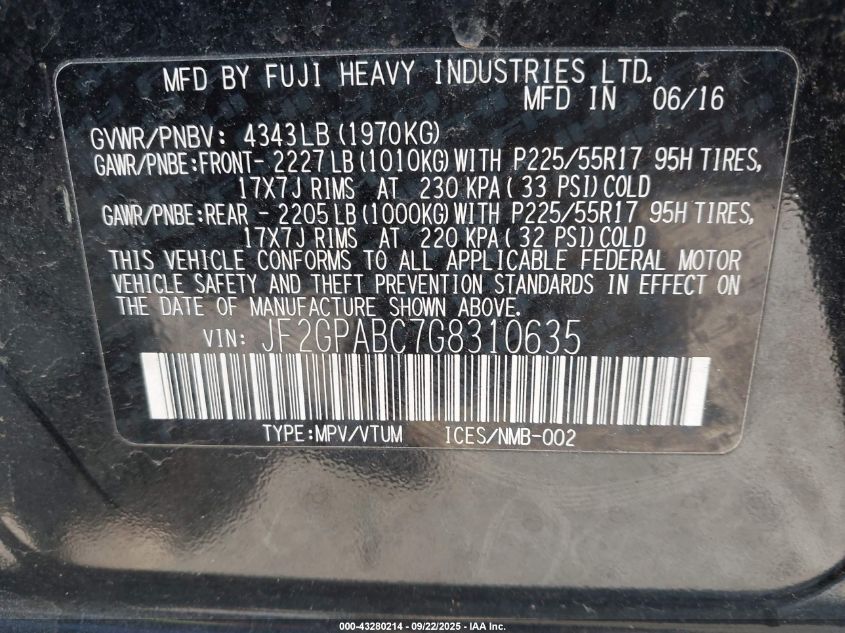 MFD BY FUJI HEAVY INDUSTRIES LTD.
MFD IN 06/16
GVWR/PNBV: 4343LB(1970KG)
GAWR/PNBE:FRONT- 2227LB(1010KG)WITH P225/55R17 95H TIRES,
17X7J RIMS AT 230 KPA(33 PSI)COLD
GAWR/PNBE:REAR - 2205LB(1000KG)WITH P225/55R17 95H TIRES,
17X7J RIMS AT 220 KPA(32 PSI)COLD
THIS VEHICLE CONFORMS TO ALL APPLICABLE FEDERAL MOTOR
VEHICLE SAFETY AND THEFT PREVENTION STANDARDS IN EFFECT ON
THE DATE OF MANUFACTURE SHOWN ABOVE.
VIN: JF2GPABC7G8310635
TYPE:MPV/VTUM ICES/NMB-002
000-43280214 - 09/22/2025 - IAA Inc.